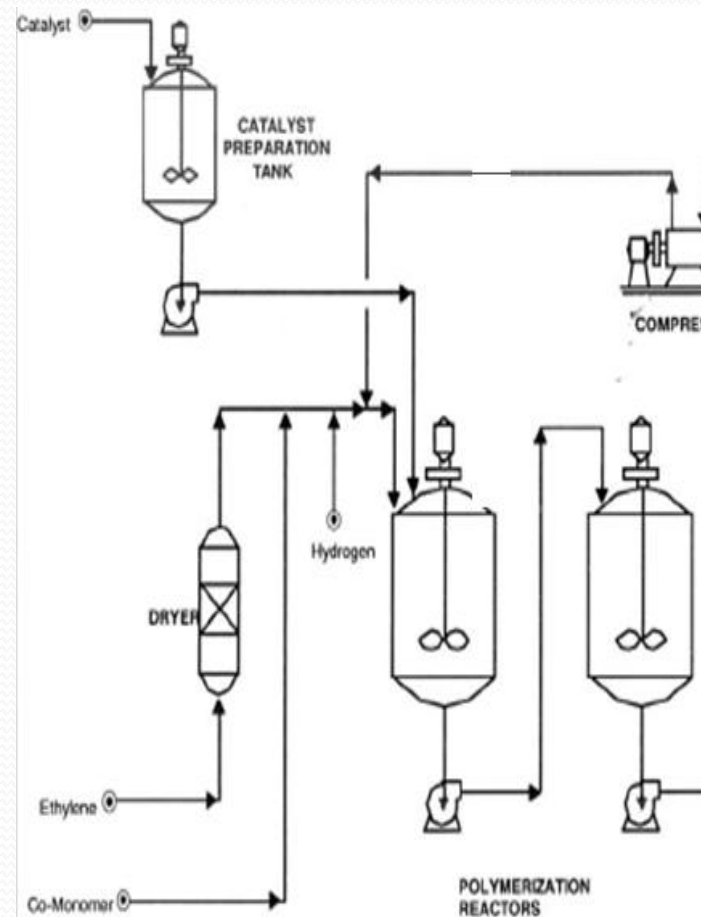 Catalyst
CATALYST
PREPARATION
TANK
COMPRE
Hydrogen
DRYER
Ethylene
Co-Monomer
POLYMERIZATION
REACTORS